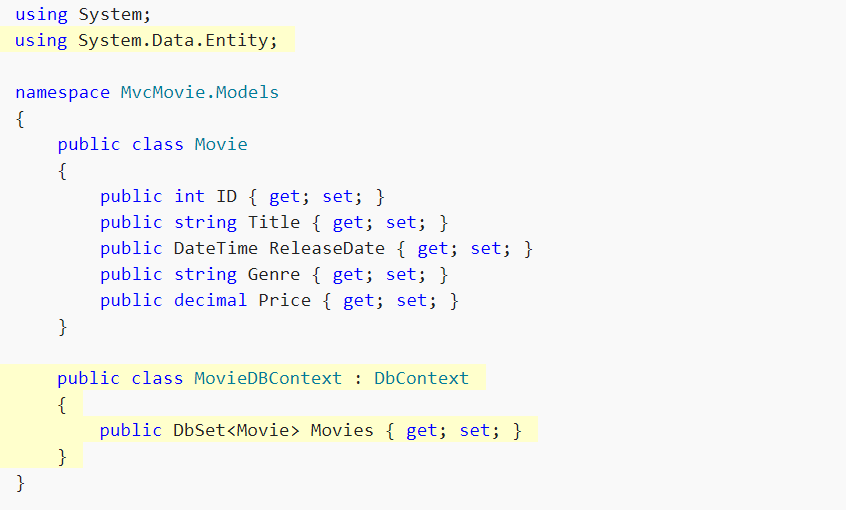 using System;
using System.Data.Entity;
namespace MvcMovie.Models
{
    public class Movie
    {
        public int ID { get; set; }
        public string Title { get; set; }
        public DateTime ReleaseDate { get; set; }
        public string Genre { get; set; }
        public decimal Price { get; set; }
    }
    public class MovieDBContext : DbContext
    {
        public DbSet<Movie> Movies { get; set; }
    }
}